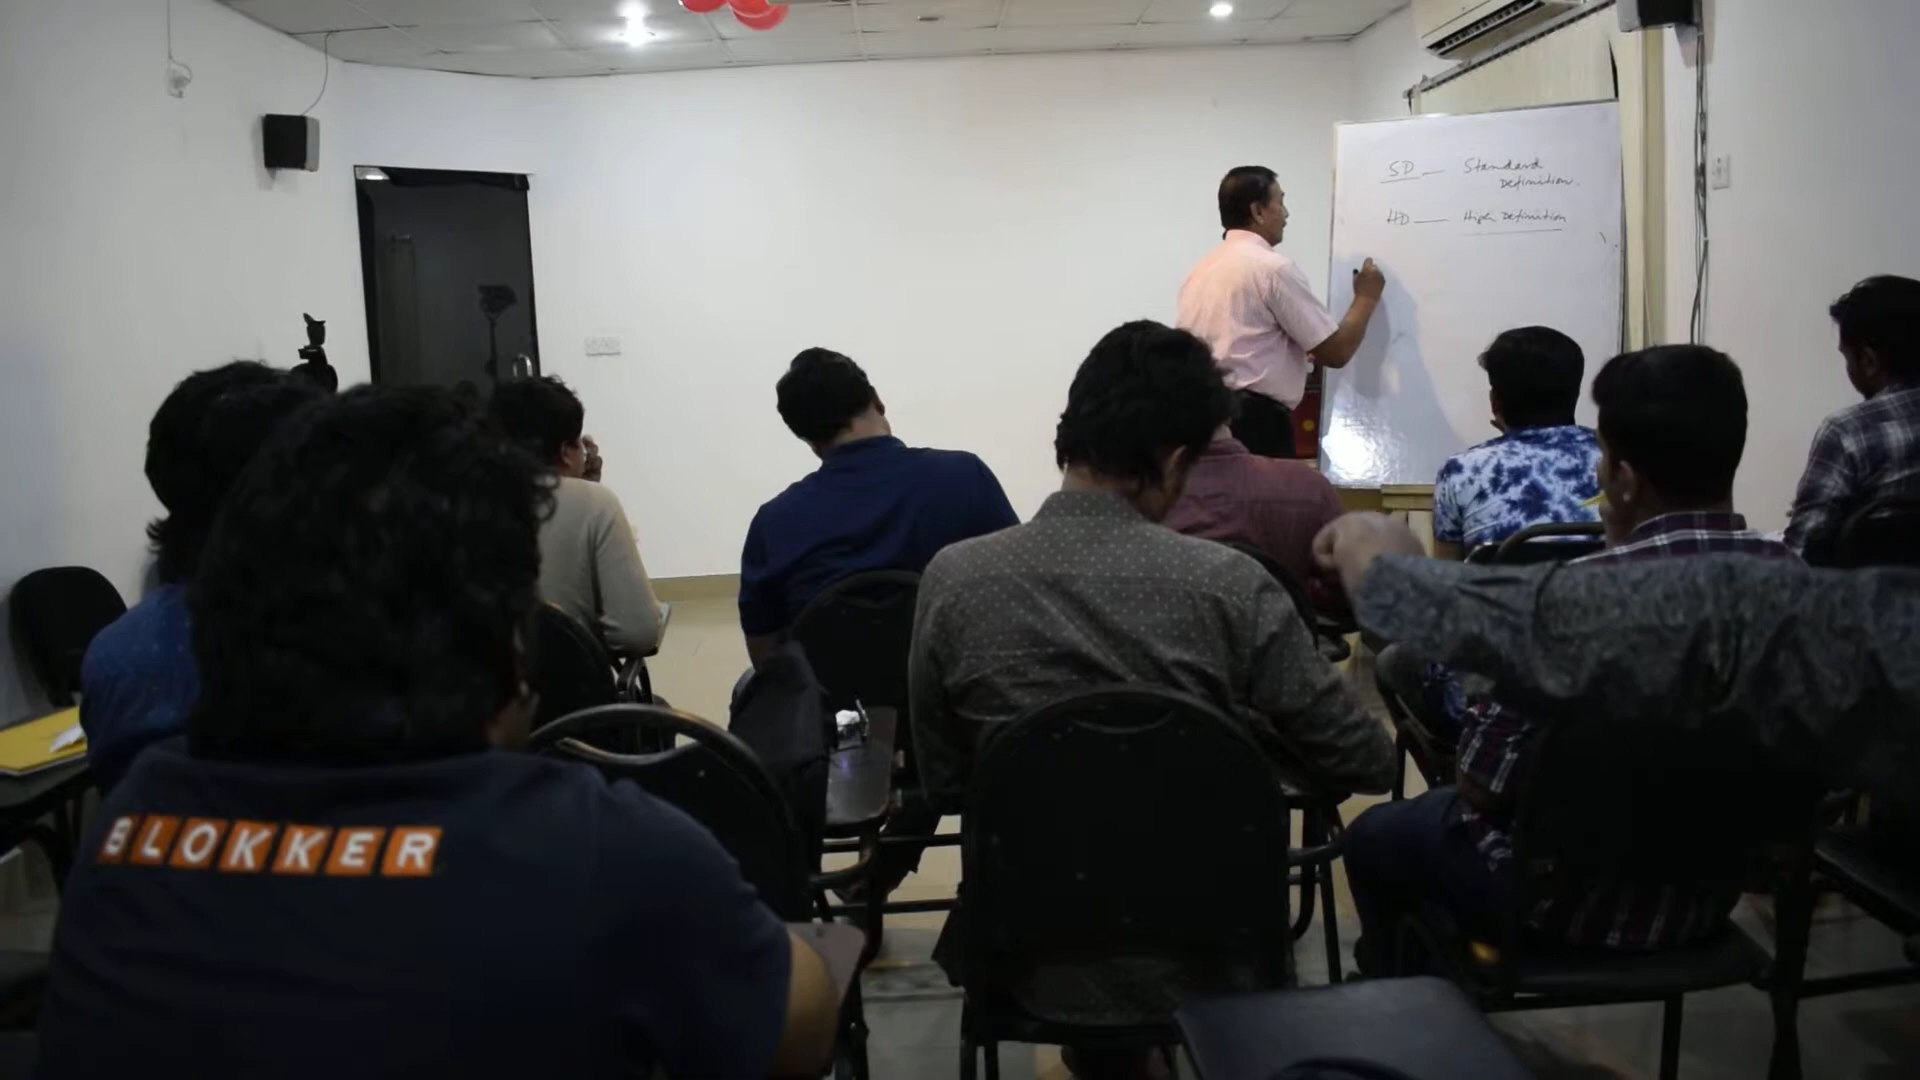 SD — Standard
Definition.
HD — High Definition
BLOKKER